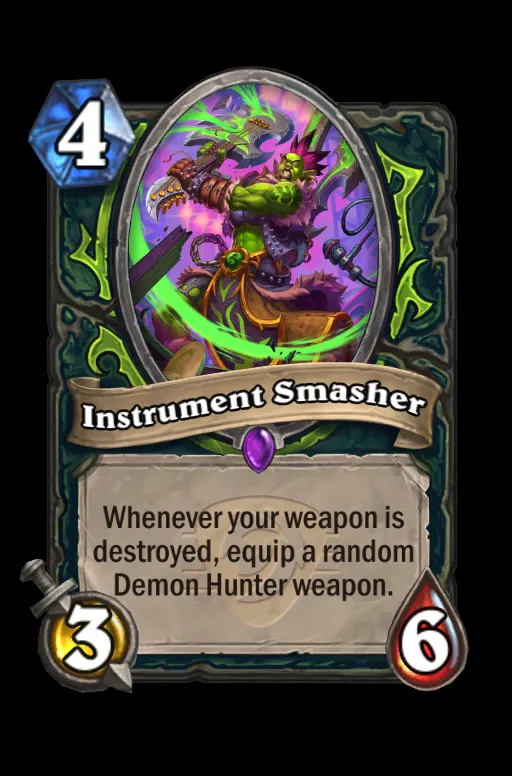 4
Instrument Smasher
Whenever your weapon is
destroyed, equip a random
Demon Hunter weapon.
3
6